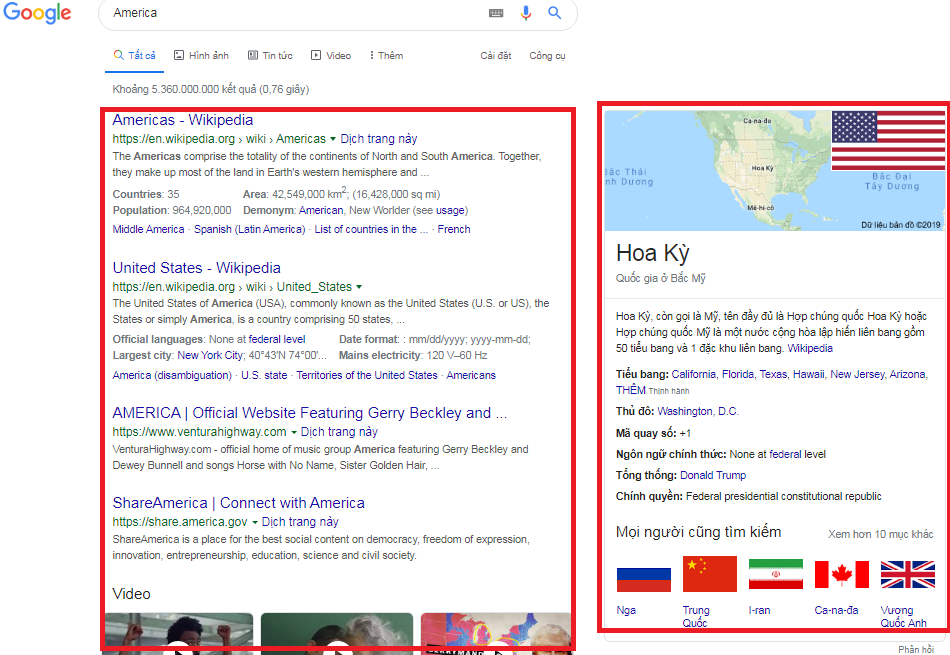 Google
America
Tất cả
Hình ảnh
Tin tức
Video
Thêm
Cài đặt
Công cụ
Khoảng 5.360.000.000 kết quả (0,76 giây)
Americas - Wikipedia
https://en.wikipedia.org › wiki › Americas ▾ Dịch trang này
The Americas comprise the totality of the continents of North and South America. Together,
they make up most of the land in Earth's western hemisphere and ...
Countries: 35 Area: 42,549,000 km2; (16,428,000 sq mi)
Population: 964,920,000 Demonym: American, New Worlder (see usage)
Middle America · Spanish (Latin America) · List of countries in the ... · French
United States - Wikipedia
https://en.wikipedia.org › wiki › United_States ▾
The United States of America (USA), commonly known as the United States (U.S. or US), the
States or simply America, is a country comprising 50 states, ...
Official languages: None at federal level Date format: : mm/dd/yyyy; yyyy-mm-dd;
Largest city: New York City; 40°43'N 74°00'... Mains electricity: 120 V–60 Hz
America (disambiguation) · U.S. state · Territories of the United States · Americans
AMERICA | Official Website Featuring Gerry Beckley and ...
https://www.venturahighway.com ▾ Dịch trang này
VenturaHighway.com - official home of music group America featuring Gerry Beckley and
Dewey Bunnell and songs Horse with No Name, Sister Golden Hair, ...
ShareAmerica | Connect with America
https://share.america.gov ▾ Dịch trang này
ShareAmerica is a place for the best social content on democracy, freedom of expression,
innovation, entrepreneurship, education, science and civil society.
Video
Ca-na-đa
Hoa Kỳ
Mê-hi-cô
Bắc Thái
Bình Dương
Bắc Đại
Tây Dương
Dữ liệu bản đồ ©2019
Hoa Kỳ
Quốc gia ở Bắc Mỹ
Hoa Kỳ, còn gọi là Mỹ, tên đầy đủ là Hợp chúng quốc Hoa Kỳ hoặc
Hợp chúng quốc Mỹ là một nước cộng hòa lập hiến liên bang gồm
50 tiểu bang và 1 đặc khu liên bang. Wikipedia
Tiểu bang: California, Florida, Texas, Hawaii, New Jersey, Arizona,
THÊM Thịnh hành
Thủ đô: Washington, D.C.
Mã quay số: +1
Ngôn ngữ chính thức: None at federal level
Tổng thống: Donald Trump
Chính quyền: Federal presidential constitutional republic
Mọi người cũng tìm kiếm
Xem hơn 10 mục khác
Nga
Trung
Quốc
I-ran
Ca-na-đa
Vương
Quốc Anh
Phản hồi